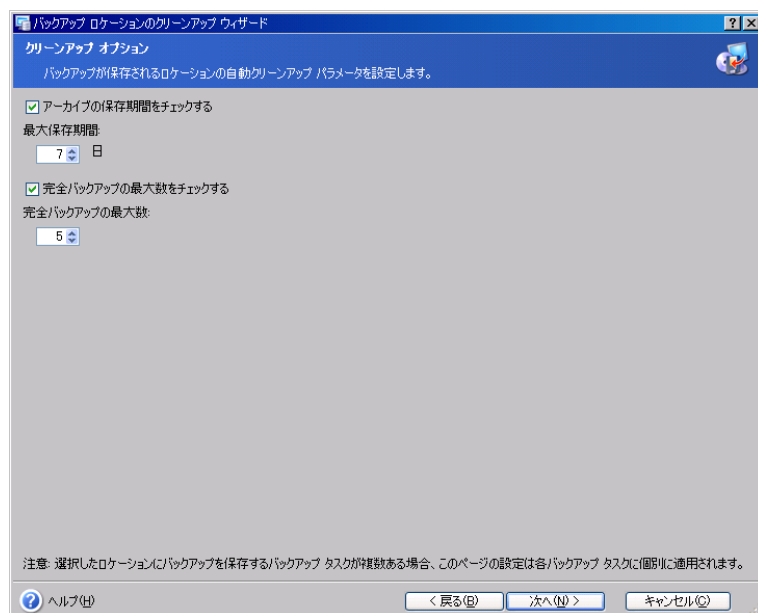 バックアップ ロケーションのクリーンアップ ウィザード
クリーンアップ オプション
バックアップが保存されるロケーションの自動クリーンアップ パラメータを設定します。
アーカイブの保存期間をチェックする
最大保存期間:
7 日
完全バックアップの最大数をチェックする
完全バックアップの最大数:
5
注意: 選択したロケーションにバックアップを保存するバックアップ タスクが複数ある場合、このページの設定は各バックアップ タスクに個別に適用されます。
ヘルプ(H) < 戻る(B) 次へ(N) > キャンセル(C)